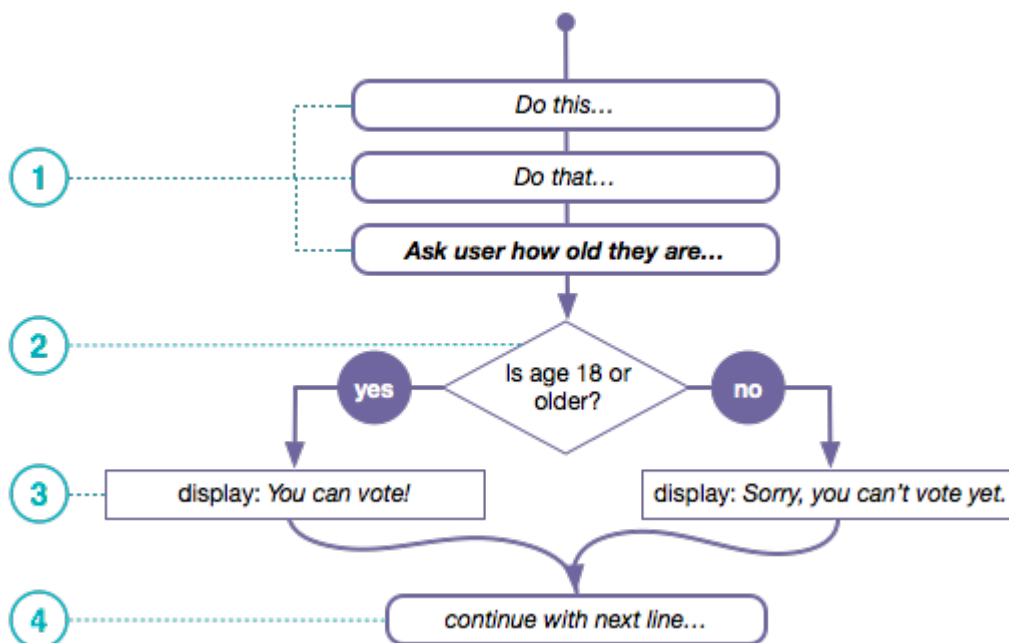 Do this…
1
Do that…
Ask user how old they are…
2
Is age 18 or
older?
yes
no
3
display: You can vote!
display: Sorry, you can't vote yet.
4
continue with next line…